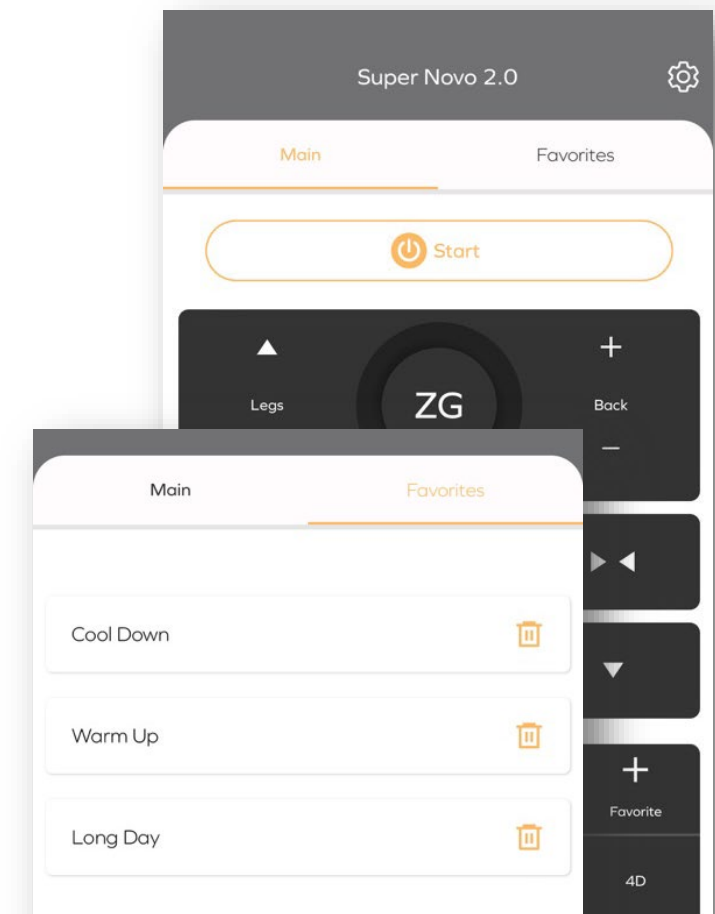 Super Novo 2.0
Main Favorites
Start
Legs ZG Back
Main Favorites
Cool Down
Warm Up
Long Day
Favorite
4D